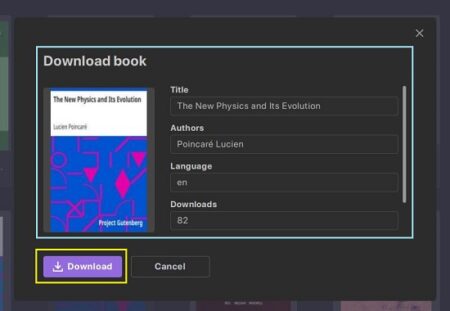 Download book
The New Physics and Its Evolution
Lucien Poincaré
Project Gutenberg
Title
The New Physics and Its Evolution
Authors
Poincaré Lucien
Language
en
Downloads
82
Download
Cancel